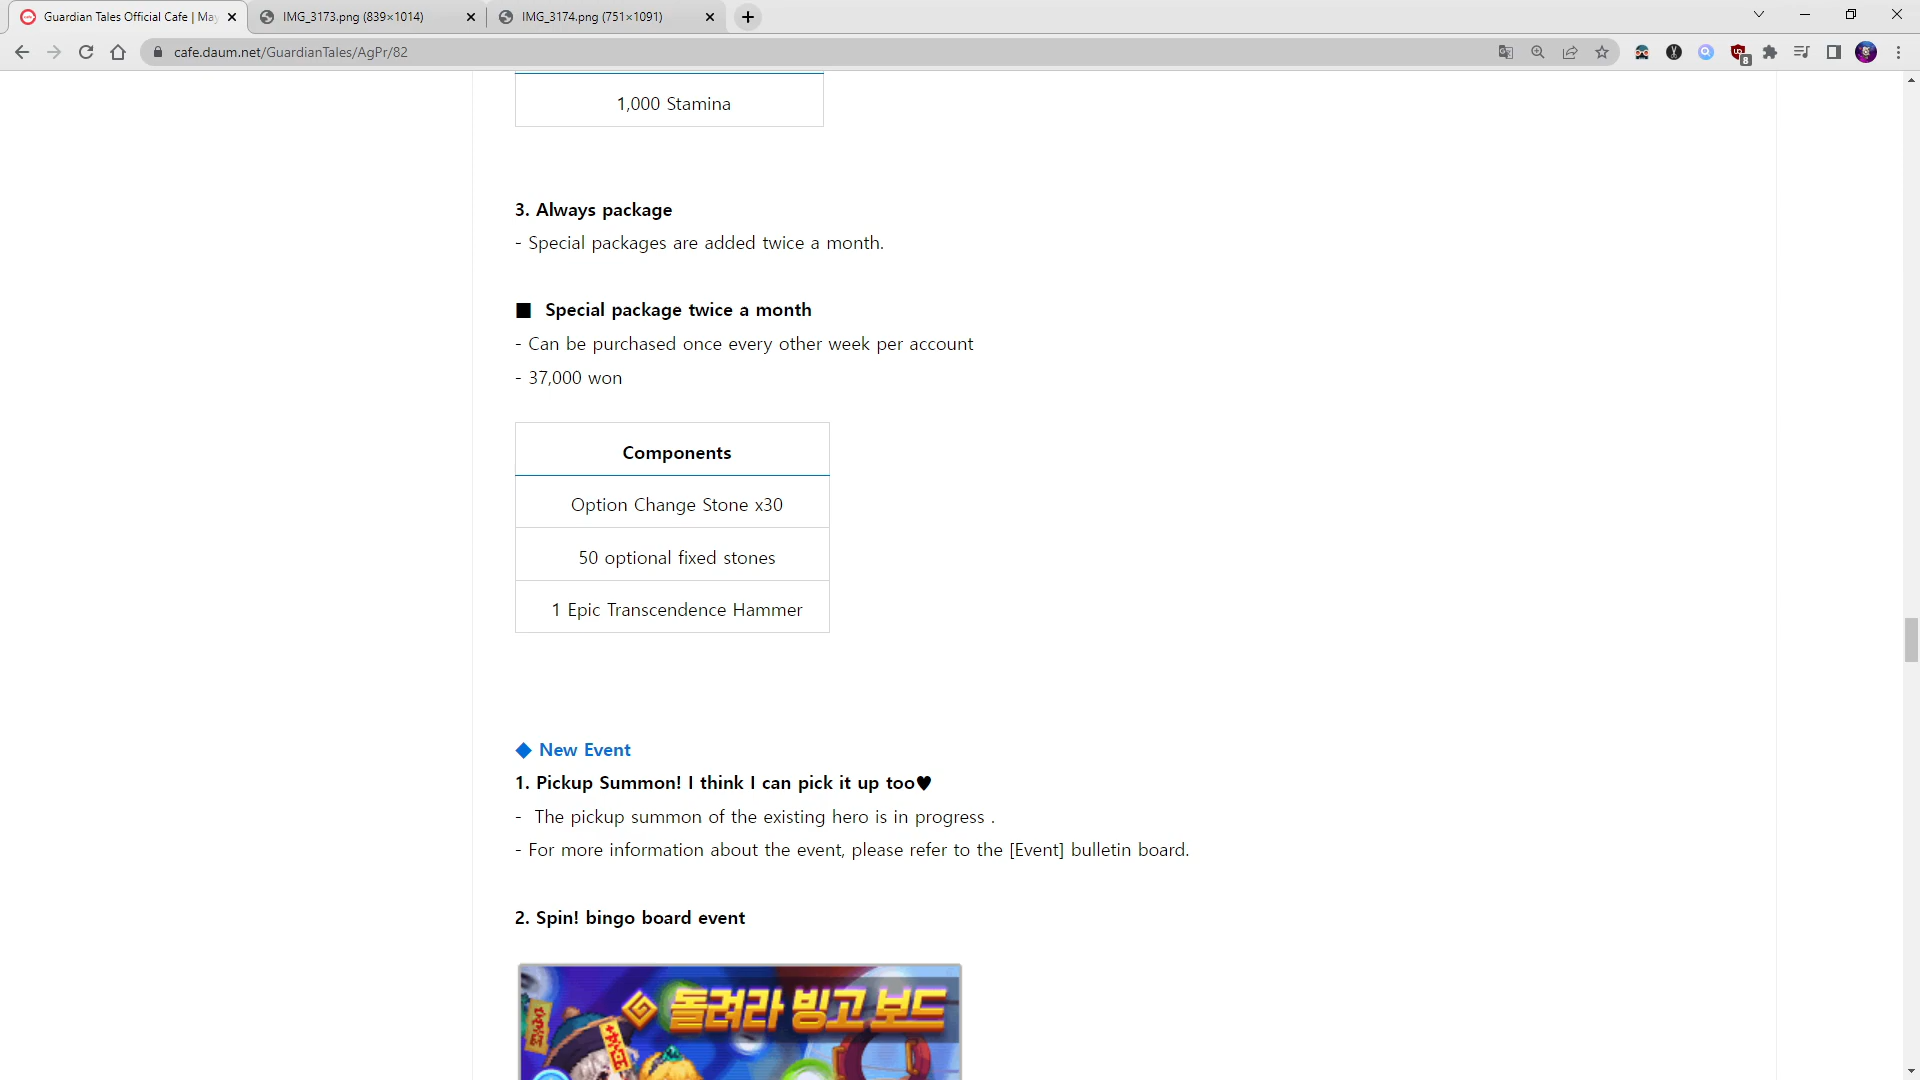 Guardian Tales Official Cafe | May
IMG_3173.png (839×1014)
IMG_3174.png (751×1091)
cafe.daum.net/GuardianTales/AgPr/82
8
1,000 Stamina
3. Always package
- Special packages are added twice a month.
■ Special package twice a month
- Can be purchased once every other week per account
- 37,000 won
Components
Option Change Stone x30
50 optional fixed stones
1 Epic Transcendence Hammer
◆ New Event
1. Pickup Summon! I think I can pick it up too♥
- The pickup summon of the existing hero is in progress .
- For more information about the event, please refer to the [Event] bulletin board.
2. Spin! bingo board event
돌려라 빙고 보드